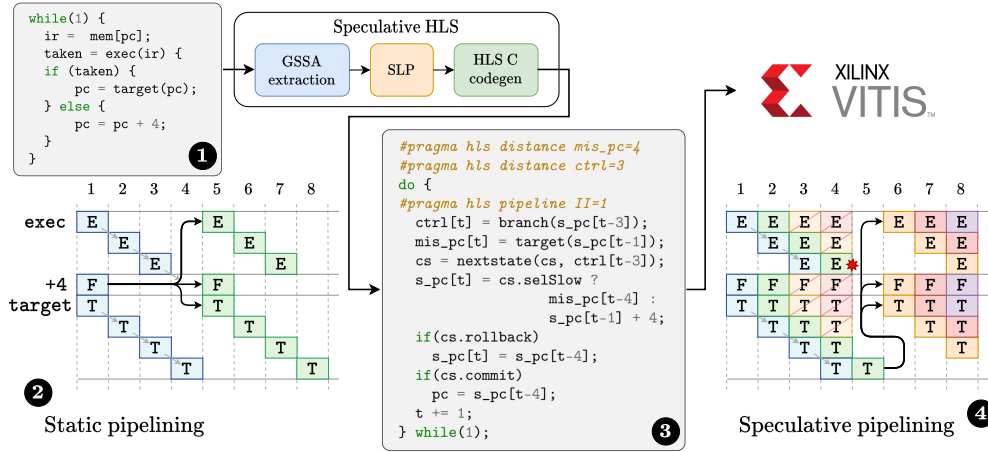 while(1) {
ir =  mem[pc];
taken = exec(ir) {
if (taken) {
pc = target(pc);
} else {
pc = pc + 4;
}
}
1
Speculative HLS
GSSA
extraction
SLP
HLS C
codegen
XILINX
VITIS™
#pragma hls distance mis_pc=4
#pragma hls distance ctrl=3
do {
#pragma hls pipeline II=1
ctrl[t] = branch(s_pc[t-3]);
mis_pc[t] = target(s_pc[t-1]);
cs = nextstate(cs, ctrl[t-3]);
s_pc[t] = cs.selSlow ?
mis_pc[t-4] :
s_pc[t-1] + 4;
if(cs.rollback)
s_pc[t] = s_pc[t-4];
if(cs.commit)
pc = s_pc[t-4];
t += 1;
} while(1);
3
1 2 3 4 5 6 7 8
exec E E
E E
E E
+4 F F
target T T
T T
T T
T T
2
Static pipelining
1 2 3 4 5 6 7 8
E E E E E E E
E E E E E
E E E
F F F F F F F
T T T T T T T
T T T T T
T T T
T T
Speculative pipelining
4